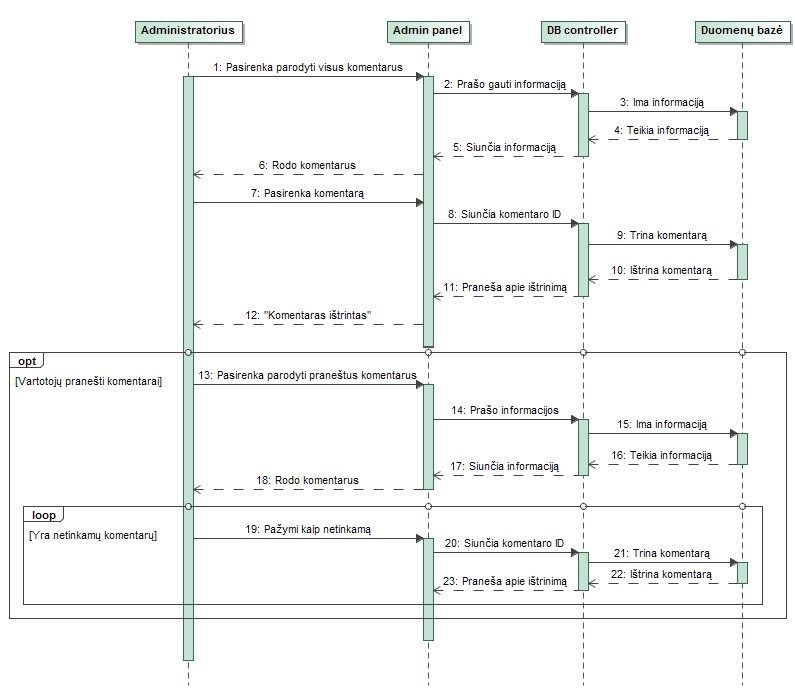 Administratorius
Admin panel
DB controller
Duomenų bazė
1: Pasirenka parodyti visus komentarus
2: Prašo gauti informaciją
3: Ima informaciją
4: Teikia informaciją
5: Siunčia informaciją
6: Rodo komentarus
7: Pasirenka komentarą
8: Siunčia komentaro ID
9: Trina komentarą
10: Ištrina komentarą
11: Praneša apie ištrinimą
12: "Komentaras ištrintas"
opt
[Vartotojų pranešti komentarai]
13: Pasirenka parodyti praneštus komentarus
14: Prašo informacijos
15: Ima informaciją
16: Teikia informaciją
17: Siunčia informaciją
18: Rodo komentarus
loop
[Yra netinkamų komentarų]
19: Pažymi kaip netinkamą
20: Siunčia komentaro ID
21: Trina komentarą
22: Ištrina komentarą
23: Praneša apie ištrinimą